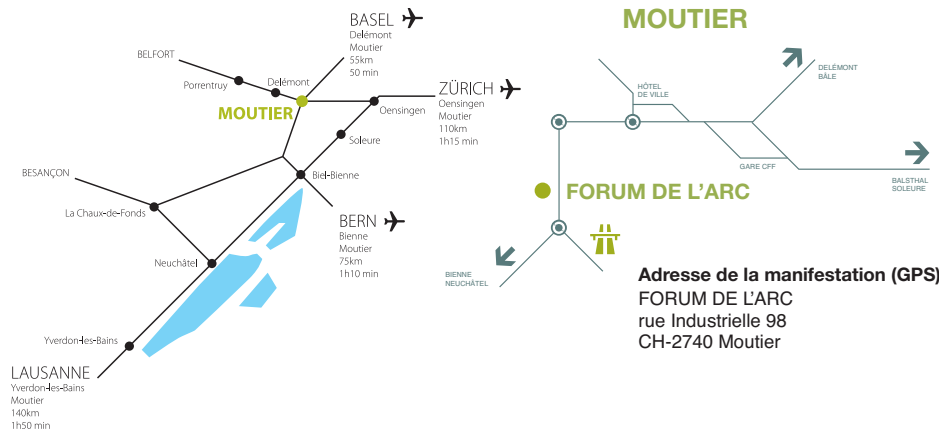 BASEL
Delémont
Moutier
55km
50 min
BELFORT
Porrentruy
Delémont
MOUTIER
ZÜRICH
Oensingen
Moutier
110km
1h15 min
Oensingen
Soleure
Biel-Bienne
BESANÇON
La Chaux-de-Fonds
BERN
Bienne
Moutier
75km
1h10 min
Neuchâtel
Yverdon-les-Bains
LAUSANNE
Yverdon-les-Bains
Moutier
140km
1h50 min
MOUTIER
DELÉMONT
BÂLE
HÔTEL
DE VILLE
GARE CFF
BALSTHAL
SOLEURE
FORUM DE L'ARC
BIENNE
NEUCHÂTEL
Adresse de la manifestation (GPS)
FORUM DE L'ARC
rue Industrielle 98
CH-2740 Moutier